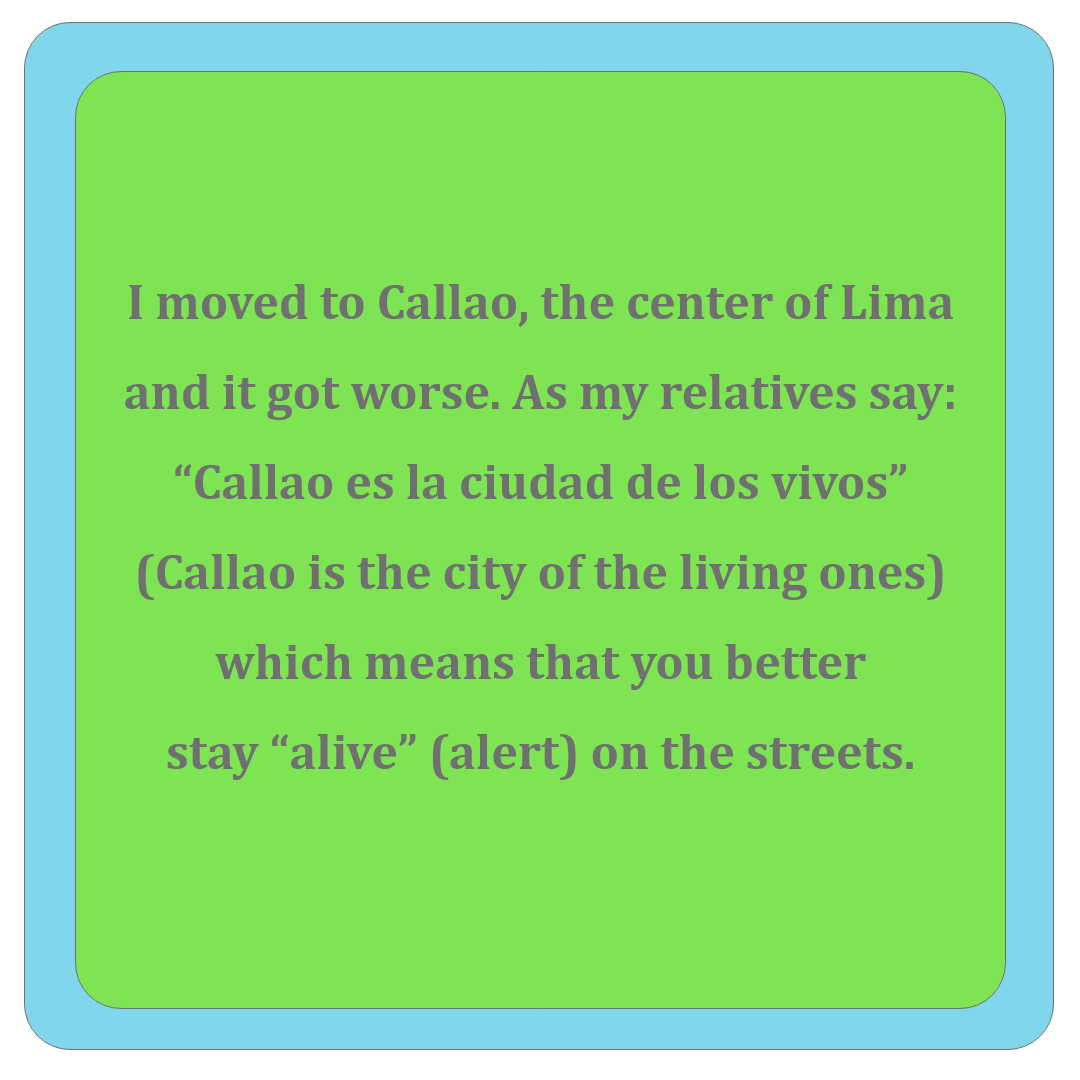 I moved to Callao, the center of Lima
and it got worse. As my relatives say:
“Callao es la ciudad de los vivos”
(Callao is the city of the living ones)
which means that you better
stay “alive” (alert) on the streets.